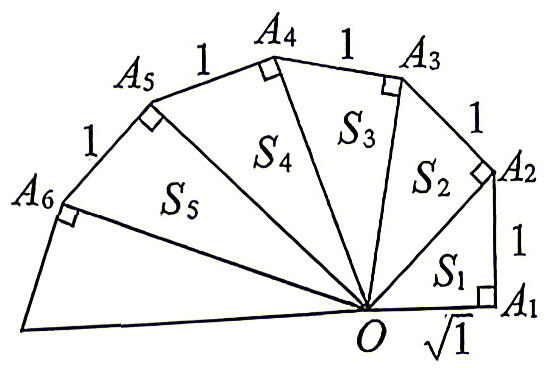 A₄
1
1
A₃
A₅
1
1
S₃
S₄
S₂
A₂
A₆
S₅
1
S₁
A₁
O
√1